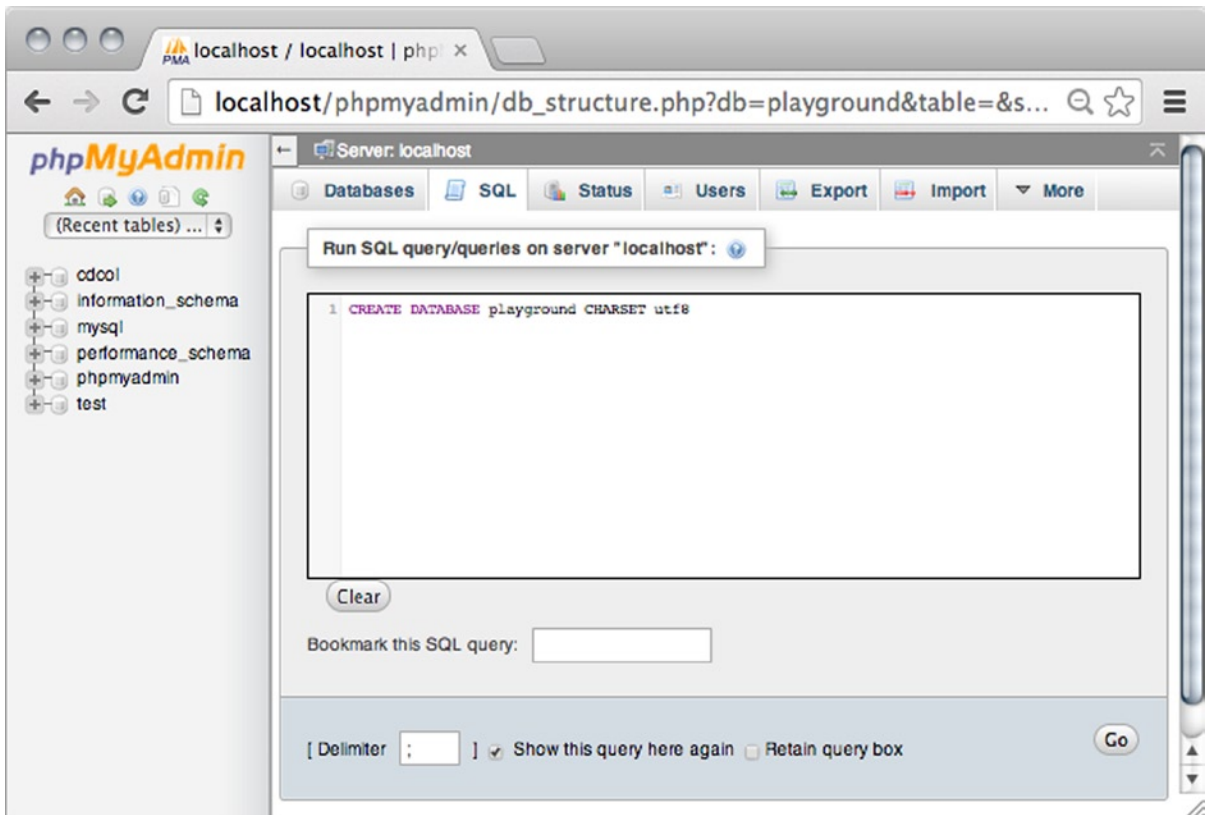 PMA localhost / localhost | php
localhost/phpmyadmin/db_structure.php?db=playground&table=&s...
phpMyAdmin
(Recent tables) ...
cdcol
information_schema
mysql
performance_schema
phpmyadmin
test
Server: localhost
Databases SQL Status Users Export Import More
Run SQL query/queries on server "localhost":
1 CREATE DATABASE playground CHARSET utf8
Clear
Bookmark this SQL query:
[ Delimiter ; ] Show this query here again Retain query box Go